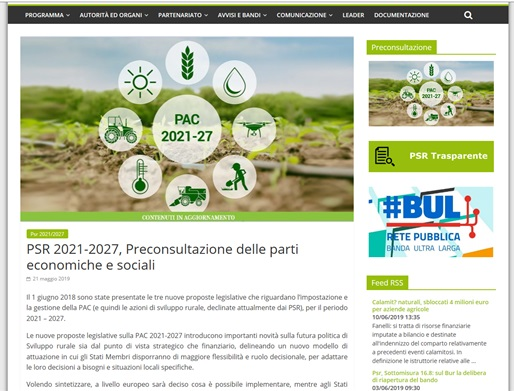 PROGRAMMA
AUTORITÀ ED ORGANI
PARTENARIATO
AVVISI E BANDI
COMUNICAZIONE
LEADER
DOCUMENTAZIONE
PAC
2021-27
CONTENUTI IN AGGIORNAMENTO
Psr 2021/2027
PSR 2021-2027, Preconsultazione delle parti
economiche e sociali
21 maggio 2019
Il 1 giugno 2018 sono state presentate le tre nuove proposte legislative che riguardano l'impostazione e
la gestione della PAC (e quindi le azioni di sviluppo rurale, declinate attualmente dai PSR), per il periodo
2021 – 2027.
Le nuove proposte legislative sulla PAC 2021-2027 introducono importanti novità sulla futura politica di
Sviluppo rurale sia dal punto di vista strategico che finanziario, delineando un nuovo modello di
attuazione in cui gli Stati Membri disporranno di maggiore flessibilità e ruolo decisionale, per adattare
le loro decisioni a bisogni e situazioni locali specifiche.
Volendo sintetizzare, a livello europeo sarà deciso cosa è possibile implementare, mentre agli Stati
Preconsultazione
PAC
2021-27
PSR Trasparente
#BUL
RETE PUBBLICA
BANDA ULTRA LARGA
Feed RSS
Calamit? naturali, sbloccati 4 milioni euro
per aziende agricole
10/06/2019 13:35
Fanelli: si tratta di risorse finanziarie
imputate a bilancio e destinate
all'indennizzo del comparto relativamente
a precedenti eventi calamitosi. In
definizione le istruttorie relative alle ...
Psr, Sottomisura 16.8: sul Bur la delibera
di riapertura del bando
03/06/2019 09:30